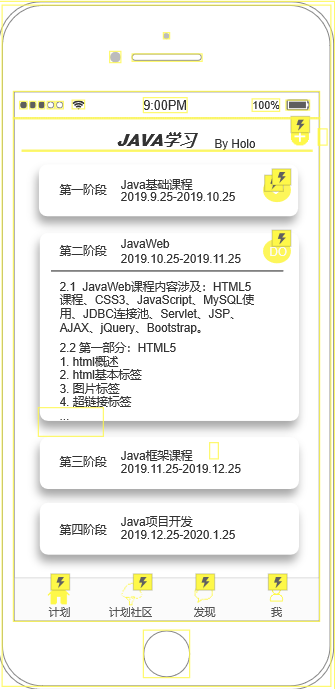 9:00PM
100%
JAVA学习 By Holo
第一阶段
Java基础课程
2019.9.25-2019.10.25
第二阶段
JavaWeb
2019.10.25-2019.11.25
DO
2.1 JavaWeb课程内容涉及：HTML5
课程、CSS3、JavaScript、MySQL使
用、JDBC连接池、Servlet、JSP、
AJAX、jQuery、Bootstrap。
2.2 第一部分：HTML5
1. html概述
2. html基本标签
3. 图片标签
4. 超链接标签
...
第三阶段
Java框架课程
2019.11.25-2019.12.25
第四阶段
Java项目开发
2019.12.25-2020.1.25
计划
计划社区
发现
我